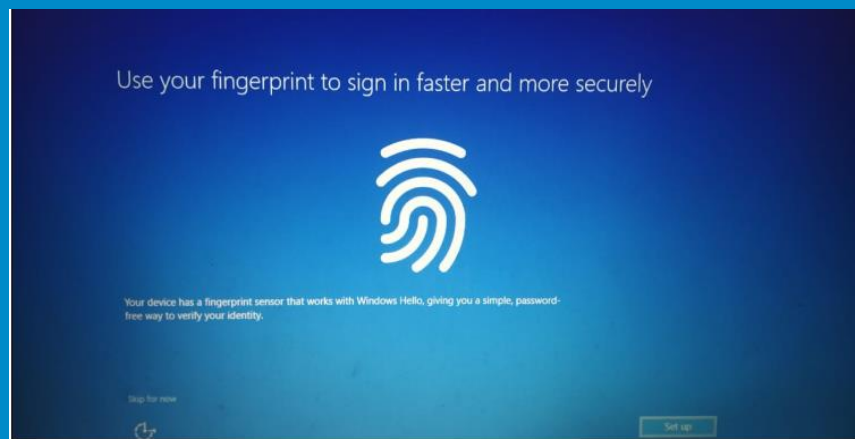 Use your fingerprint to sign in faster and more securely
Your device has a fingerprint sensor that works with Windows Hello, giving you a simple, password-
free way to verify your identity.
Skip for now
Set up